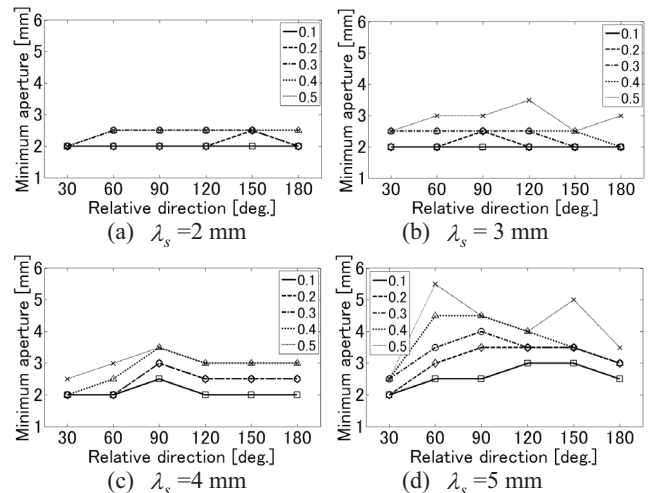 Minimum aperture [mm]
6
5
4
3
2
1
30 60 90 120 150 180
Relative direction [deg.]
0.1
0.2
0.3
0.4
0.5
(a) λs =2 mm
Minimum aperture [mm]
6
5
4
3
2
1
30 60 90 120 150 180
Relative direction [deg.]
0.1
0.2
0.3
0.4
0.5
(b) λs = 3 mm
Minimum aperture [mm]
6
5
4
3
2
1
30 60 90 120 150 180
Relative direction [deg.]
0.1
0.2
0.3
0.4
0.5
(c) λs =4 mm
Minimum aperture [mm]
6
5
4
3
2
1
30 60 90 120 150 180
Relative direction [deg.]
0.1
0.2
0.3
0.4
0.5
(d) λs =5 mm